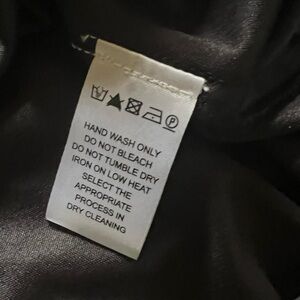 HAND WASH ONLY
DO NOT BLEACH
DO NOT TUMBLE DRY
IRON ON LOW HEAT
SELECT THE
APPROPRIATE
PROCESS IN
DRY CLEANING